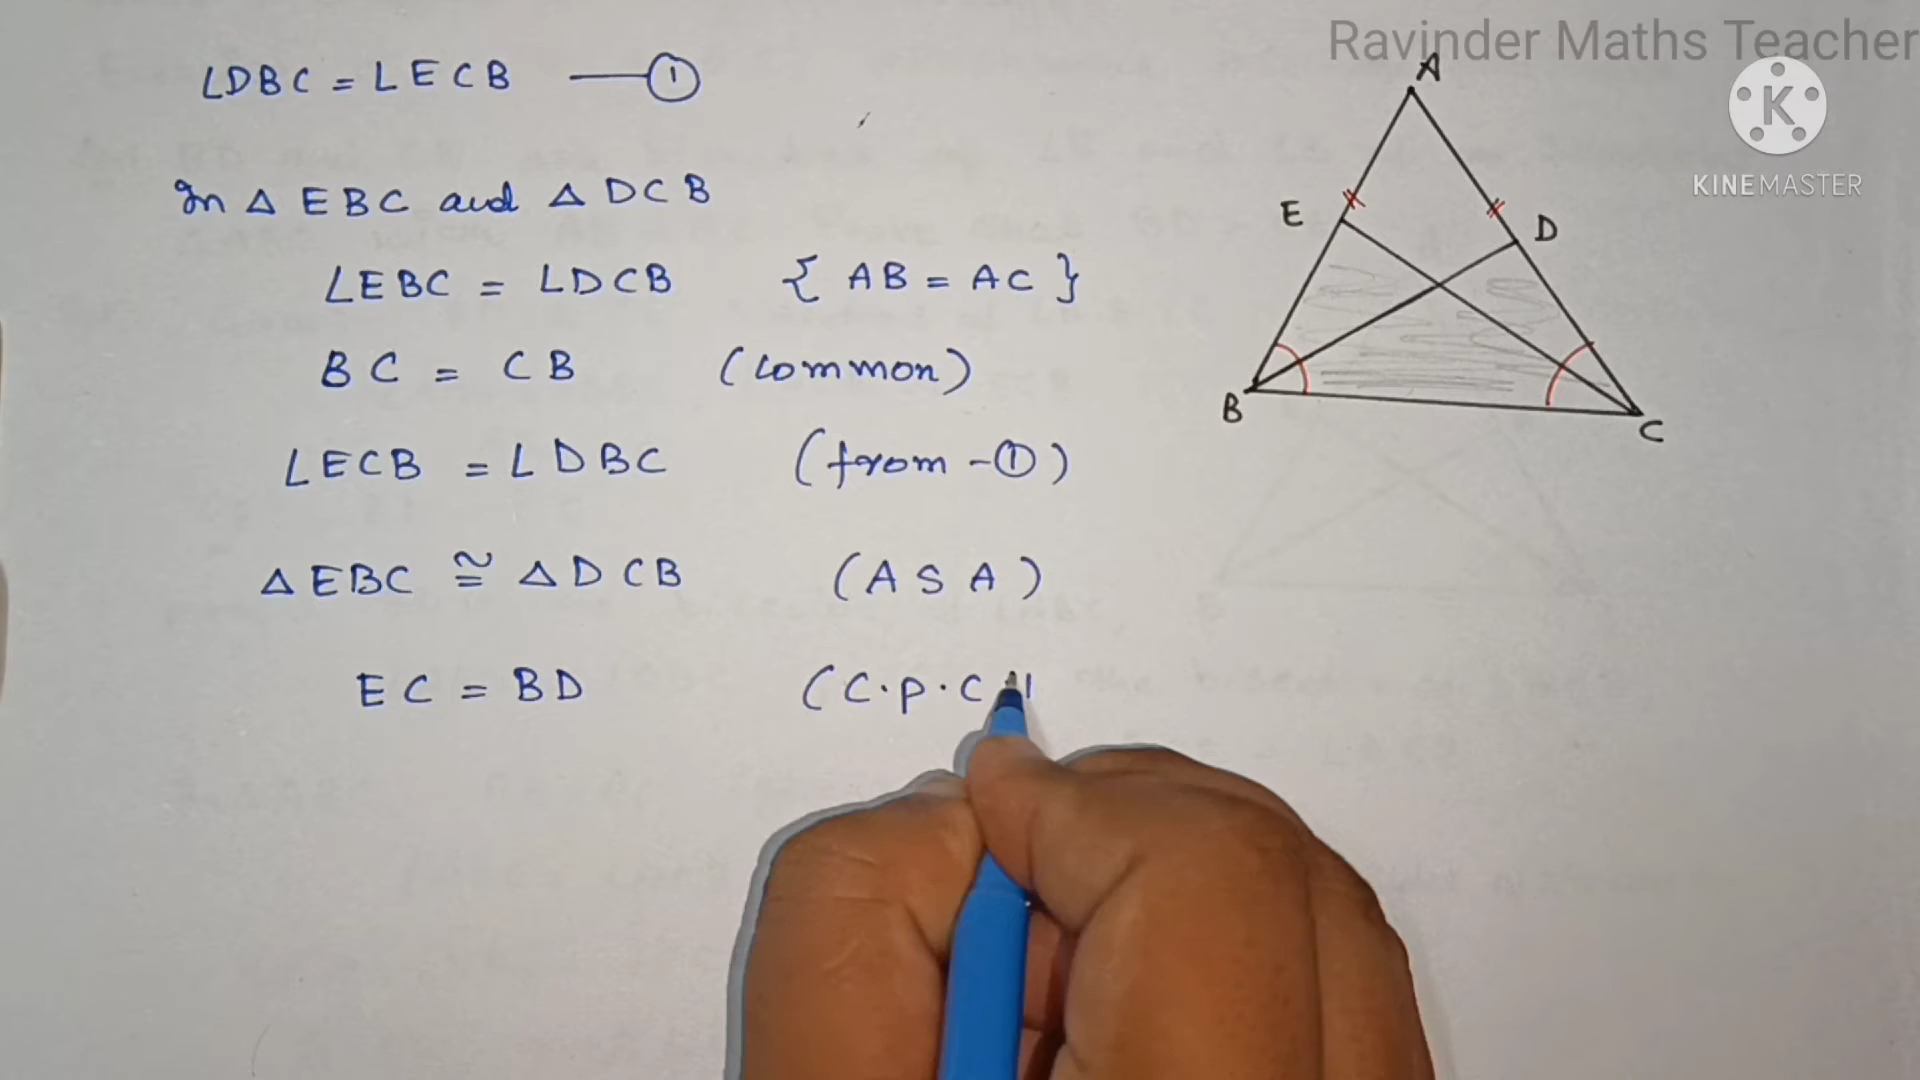 Ravinder Maths Teacher
K
KINEMASTER
∠DBC = ∠ECB —— ①
In △ EBC and △ DCB
∠EBC = ∠DCB { AB = AC }
BC = CB (common)
∠ECB = ∠DBC (from - ①)
△ EBC ≅ △ DCB (ASA)
EC = BD (C.P.C
A
E
D
B
C